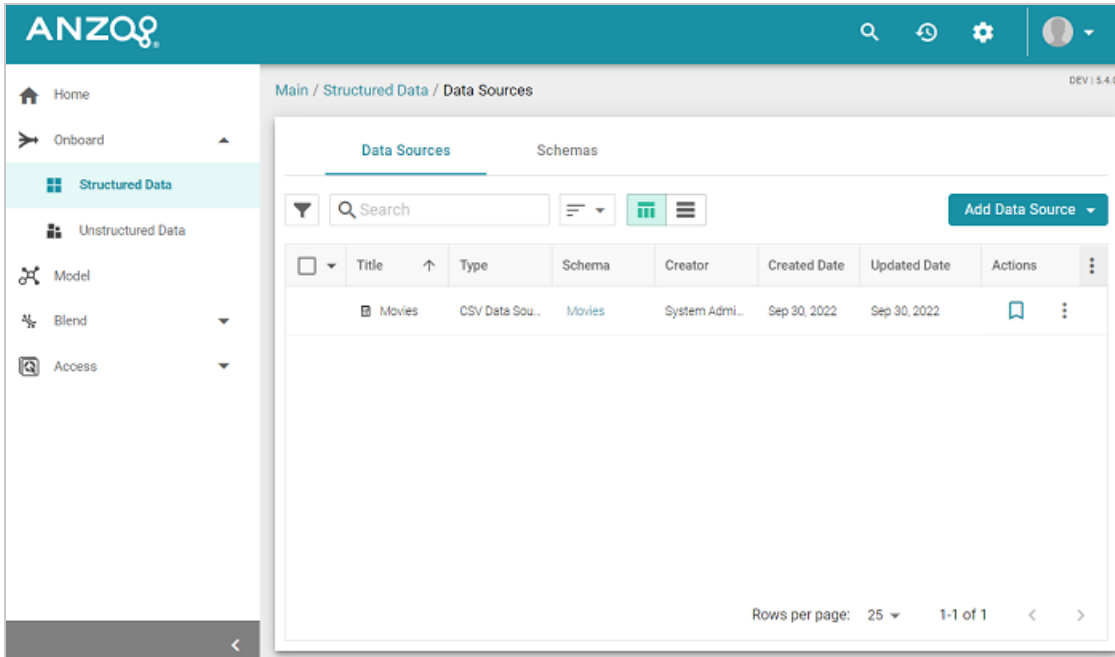 ANZO®
Home
Main / Structured Data / Data Sources
DEV | 5.4.0
Onboard
Data Sources
Schemas
Structured Data
Search
Add Data Source
Unstructured Data
Title
Type
Schema
Creator
Created Date
Updated Date
Actions
Model
Movies
CSV Data Sou...
Movies
System Admi...
Sep 30, 2022
Sep 30, 2022
Blend
Access
Rows per page: 25
1-1 of 1